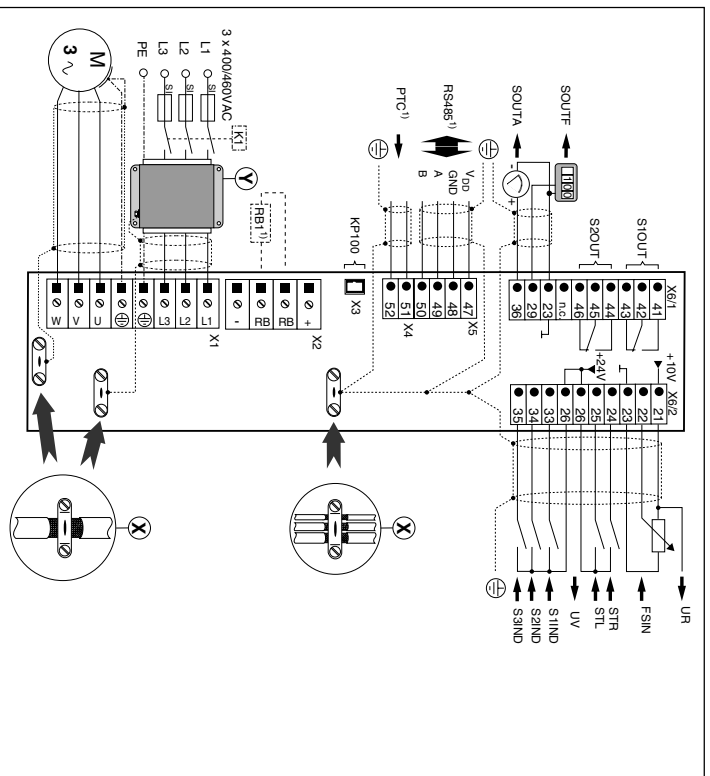 3 x 400/460VAC
L1
L2
L3
PE
SI
SI
SI
K1
Y
M
3 ~
RB1 1)
KP100
PTC 1)
RS485 1)
B
A
GND
VDD
SOUTA
- +
SOUTF
100
S2OUT
S1OUT
W
V
U
L3
L2
L1
X1
-
RB
RB
+
X2
X3
52
51
X4
50
49
48
47
X5
36
29
23
n.c.
46
45
44
43
42
41
X6/1
+24V
+10V
X6/2
35
34
33
26
26
25
24
23
22
21
X
X
S3IND
S2IND
S1IND
UV
STL
STR
FSIN
UR